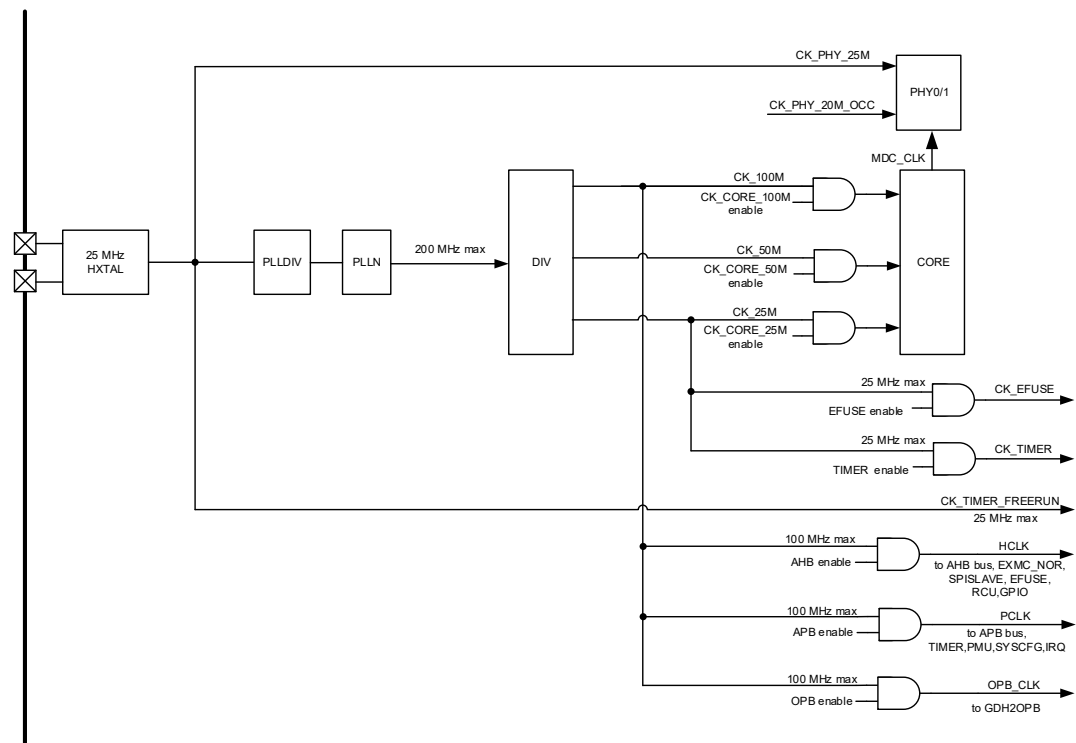 CK_PHY_25M
PHY0/1
CK_PHY_20M_OCC
MDC_CLK
CK_100M
CK_CORE_100M
enable
25 MHz
HXTAL
PLLDIV
PLLN
200 MHz max
DIV
CK_50M
CK_CORE_50M
enable
CORE
CK_25M
CK_CORE_25M
enable
25 MHz max
CK_EFUSE
EFUSE enable
25 MHz max
CK_TIMER
TIMER enable
CK_TIMER_FREERUN
25 MHz max
100 MHz max
HCLK
AHB enable
to AHB bus, EXMC_NOR,
SPISLAVE, EFUSE,
RCU,GPIO
100 MHz max
PCLK
APB enable
to APB bus,
TIMER,PMU,SYSCFG,IRQ
100 MHz max
OPB_CLK
OPB enable
to GDH2OPB